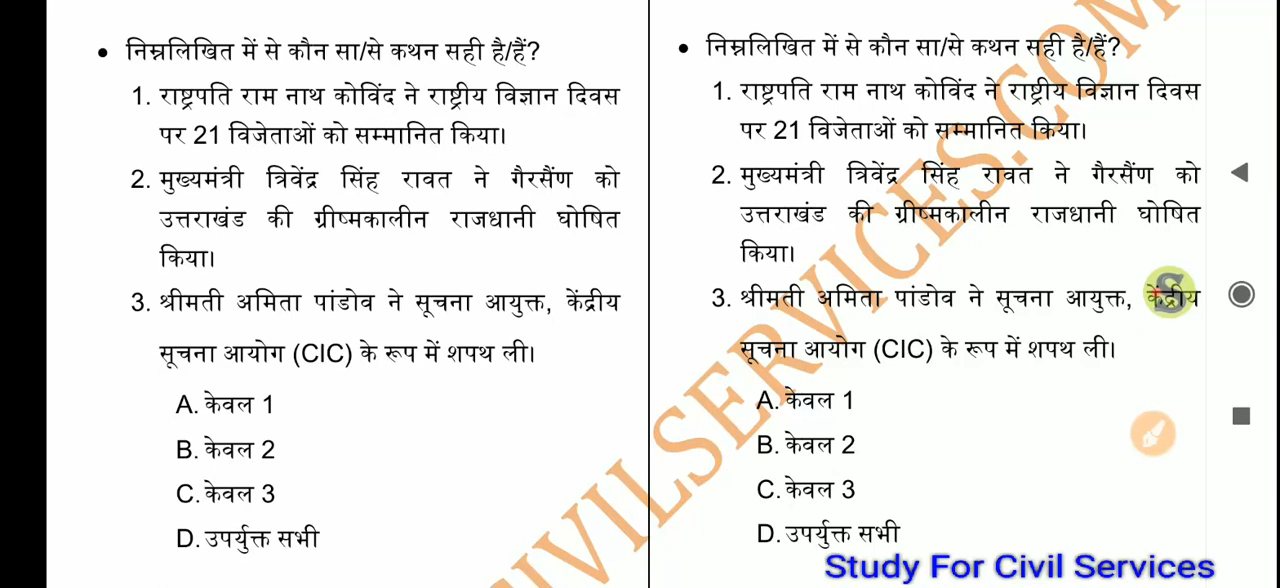 • निम्नलिखित में से कौन सा/से कथन सही है/हैं?
1. राष्ट्रपति राम नाथ कोविंद ने राष्ट्रीय विज्ञान दिवस
पर 21 विजेताओं को सम्मानित किया।
2. मुख्यमंत्री त्रिवेंद्र सिंह रावत ने गैरसैंण को
उत्तराखंड की ग्रीष्मकालीन राजधानी घोषित
किया।
3. श्रीमती अमिता पांडोव ने सूचना आयुक्त, केंद्रीय
सूचना आयोग (CIC) के रूप में शपथ ली।
A. केवल 1
B. केवल 2
C. केवल 3
D. उपर्युक्त सभी
• निम्नलिखित में से कौन सा/से कथन सही है/हैं?
1. राष्ट्रपति राम नाथ कोविंद ने राष्ट्रीय विज्ञान दिवस
पर 21 विजेताओं को सम्मानित किया।
2. मुख्यमंत्री त्रिवेंद्र सिंह रावत ने गैरसैंण को
उत्तराखंड की ग्रीष्मकालीन राजधानी घोषित
किया।
3. श्रीमती अमिता पांडोव ने सूचना आयुक्त, केंद्रीय
सूचना आयोग (CIC) के रूप में शपथ ली।
A. केवल 1
B. केवल 2
C. केवल 3
D. उपर्युक्त सभी
CIVILSERVICES.COM
S
Study For Civil Services